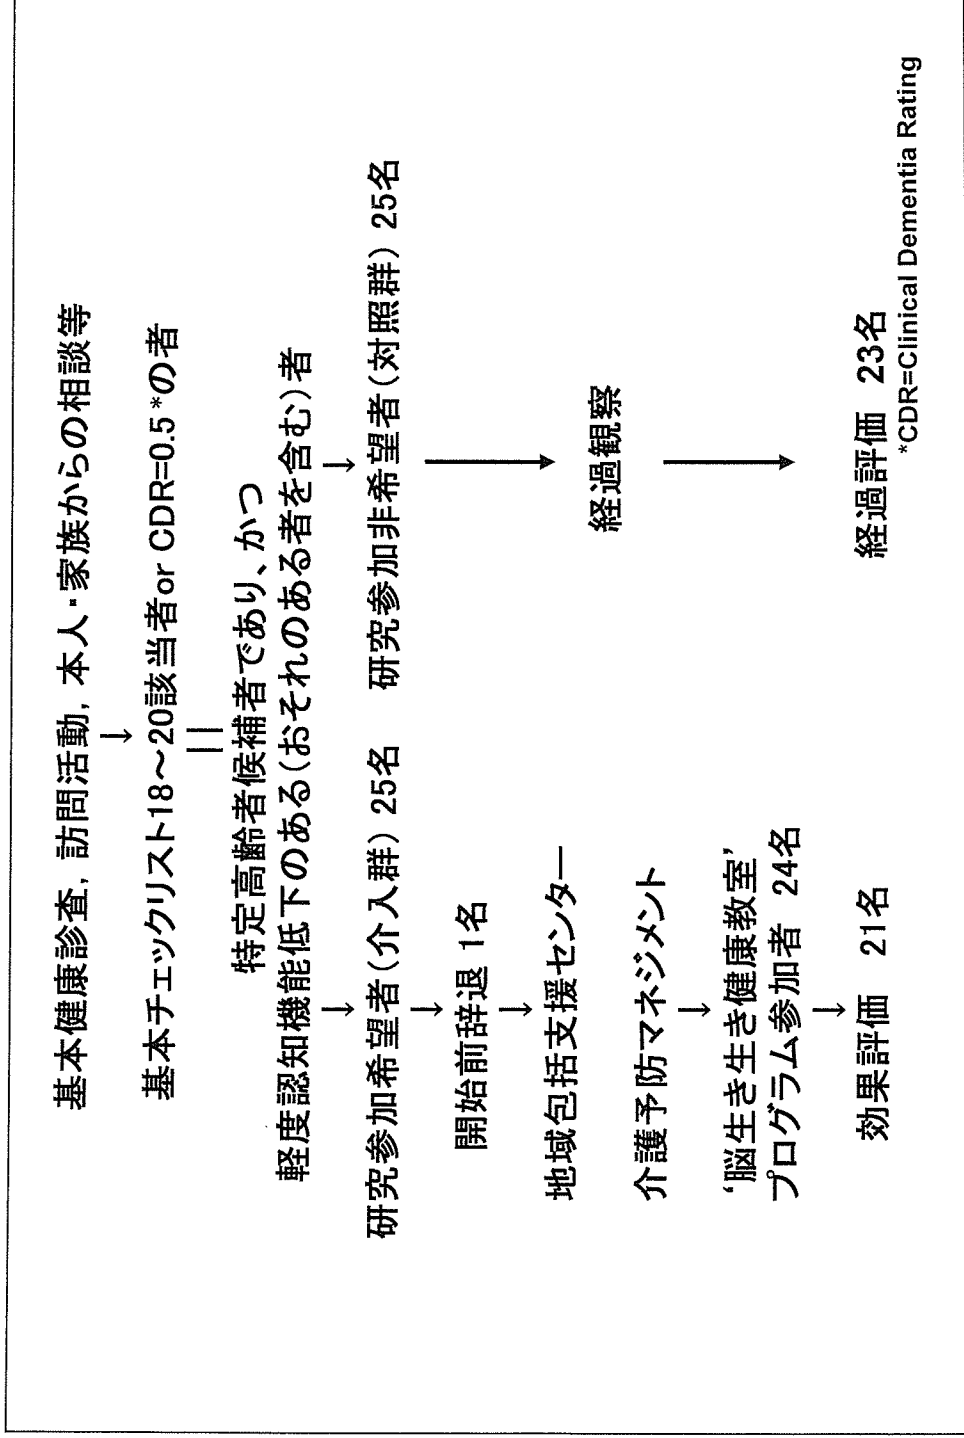 基本健康診査, 訪問活動, 本人・家族からの相談等
↓
基本チェックリスト18～20該当者or CDR=0.5*の者
||
特定高齢者候補者であり、かつ
軽度認知機能低下のある(おそれのある者を含む)者
↓ ↓
研究参加希望者(介入群) 25名 研究参加非希望者(対照群) 25名
↓ ↓
開始前辞退 1名
↓
地域包括支援センター 経過観察
介護予防マネジメント
↓ ↓
‘脳生き生き健康教室’
プログラム参加者 24名
↓
効果評価 21名 経過評価 23名
*CDR=Clinical Dementia Rating